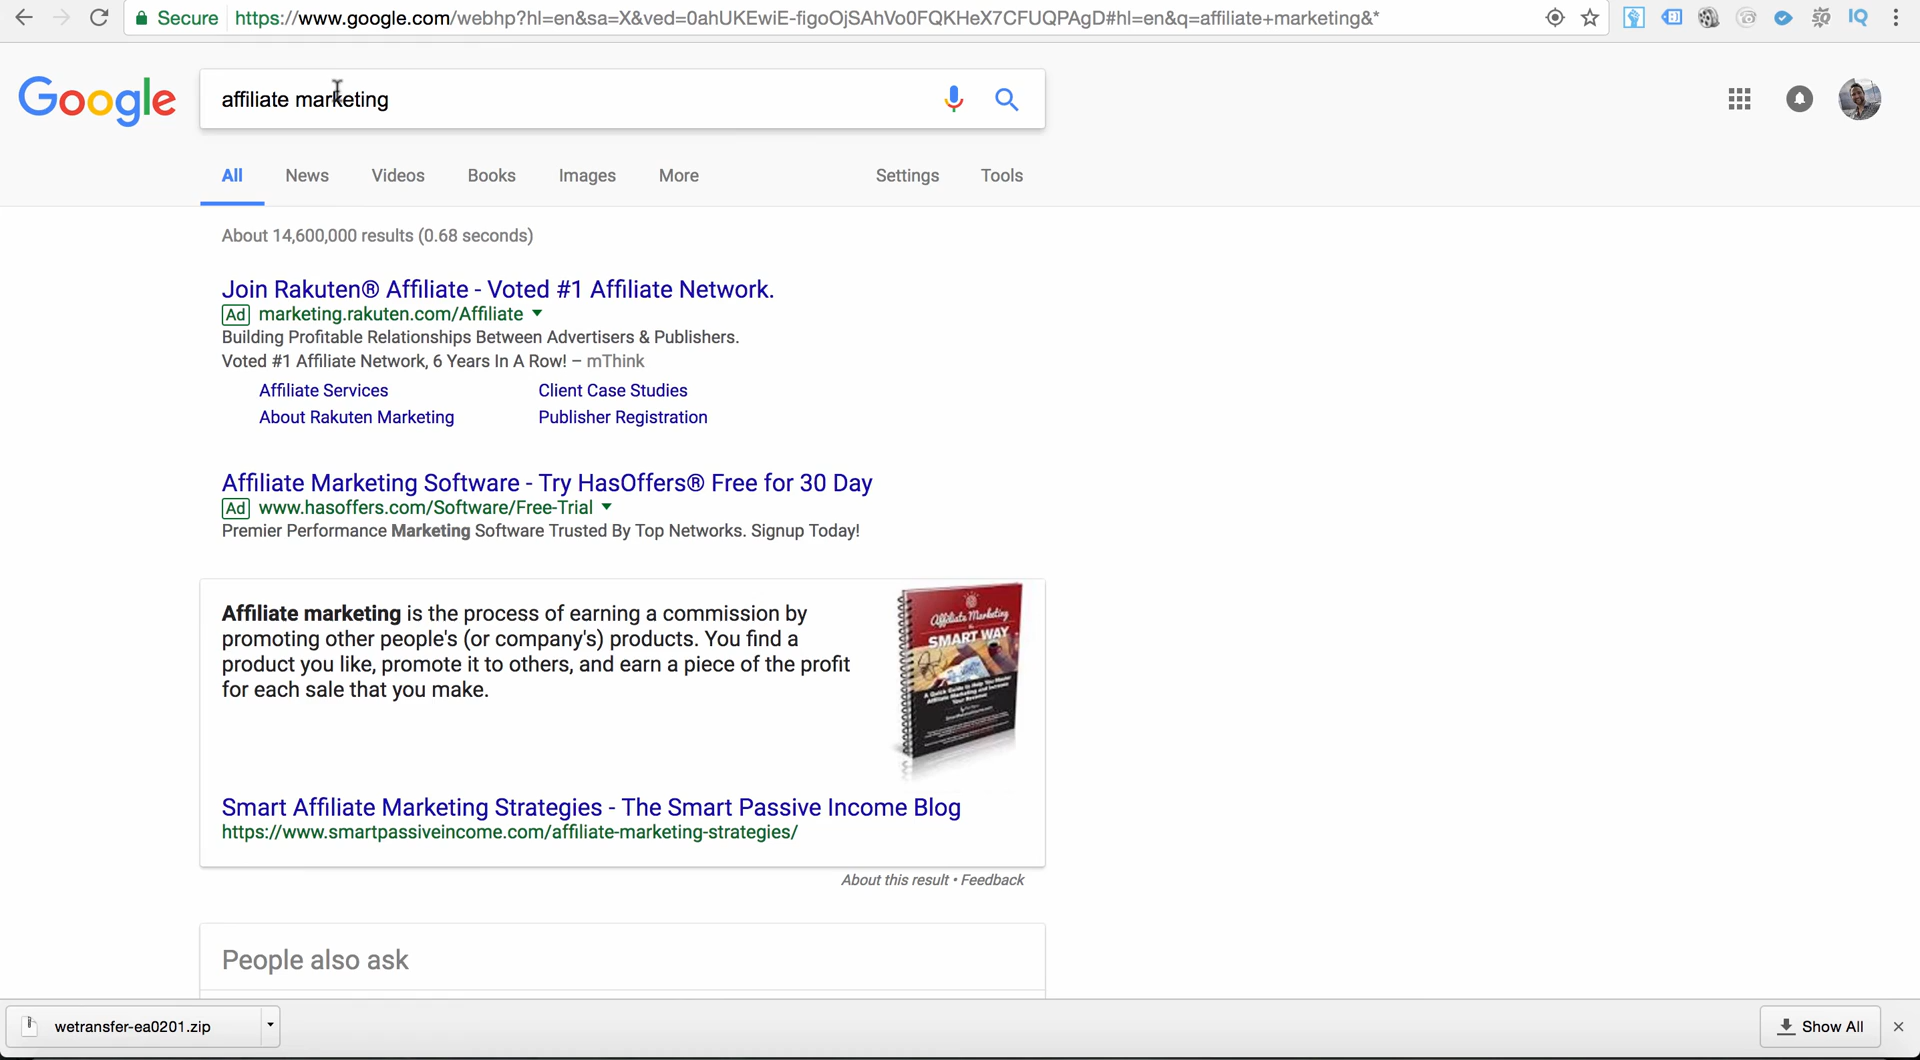 Secure https://www.google.com/webhp?hl=en&sa=X&ved=0ahUKEwiE-figoOjSAhVo0FQKHeX7CFUQPAgD#hl=en&q=affiliate+marketing&*
IQ
Google
affiliate marketing
All News Videos Books Images More Settings Tools
About 14,600,000 results (0.68 seconds)
Join Rakuten® Affiliate - Voted #1 Affiliate Network.
Ad marketing.rakuten.com/Affiliate
Building Profitable Relationships Between Advertisers & Publishers.
Voted #1 Affiliate Network, 6 Years In A Row! – mThink
Affiliate Services Client Case Studies
About Rakuten Marketing Publisher Registration
Affiliate Marketing Software - Try HasOffers® Free for 30 Day
Ad www.hasoffers.com/Software/Free-Trial
Premier Performance Marketing Software Trusted By Top Networks. Signup Today!
Affiliate marketing is the process of earning a commission by
promoting other people's (or company's) products. You find a
product you like, promote it to others, and earn a piece of the profit
for each sale that you make.
Affiliate Marketing
SMART WAY
Smart Affiliate Marketing Strategies - The Smart Passive Income Blog
https://www.smartpassiveincome.com/affiliate-marketing-strategies/
About this result • Feedback
People also ask
wetransfer-ea0201.zip
Show All